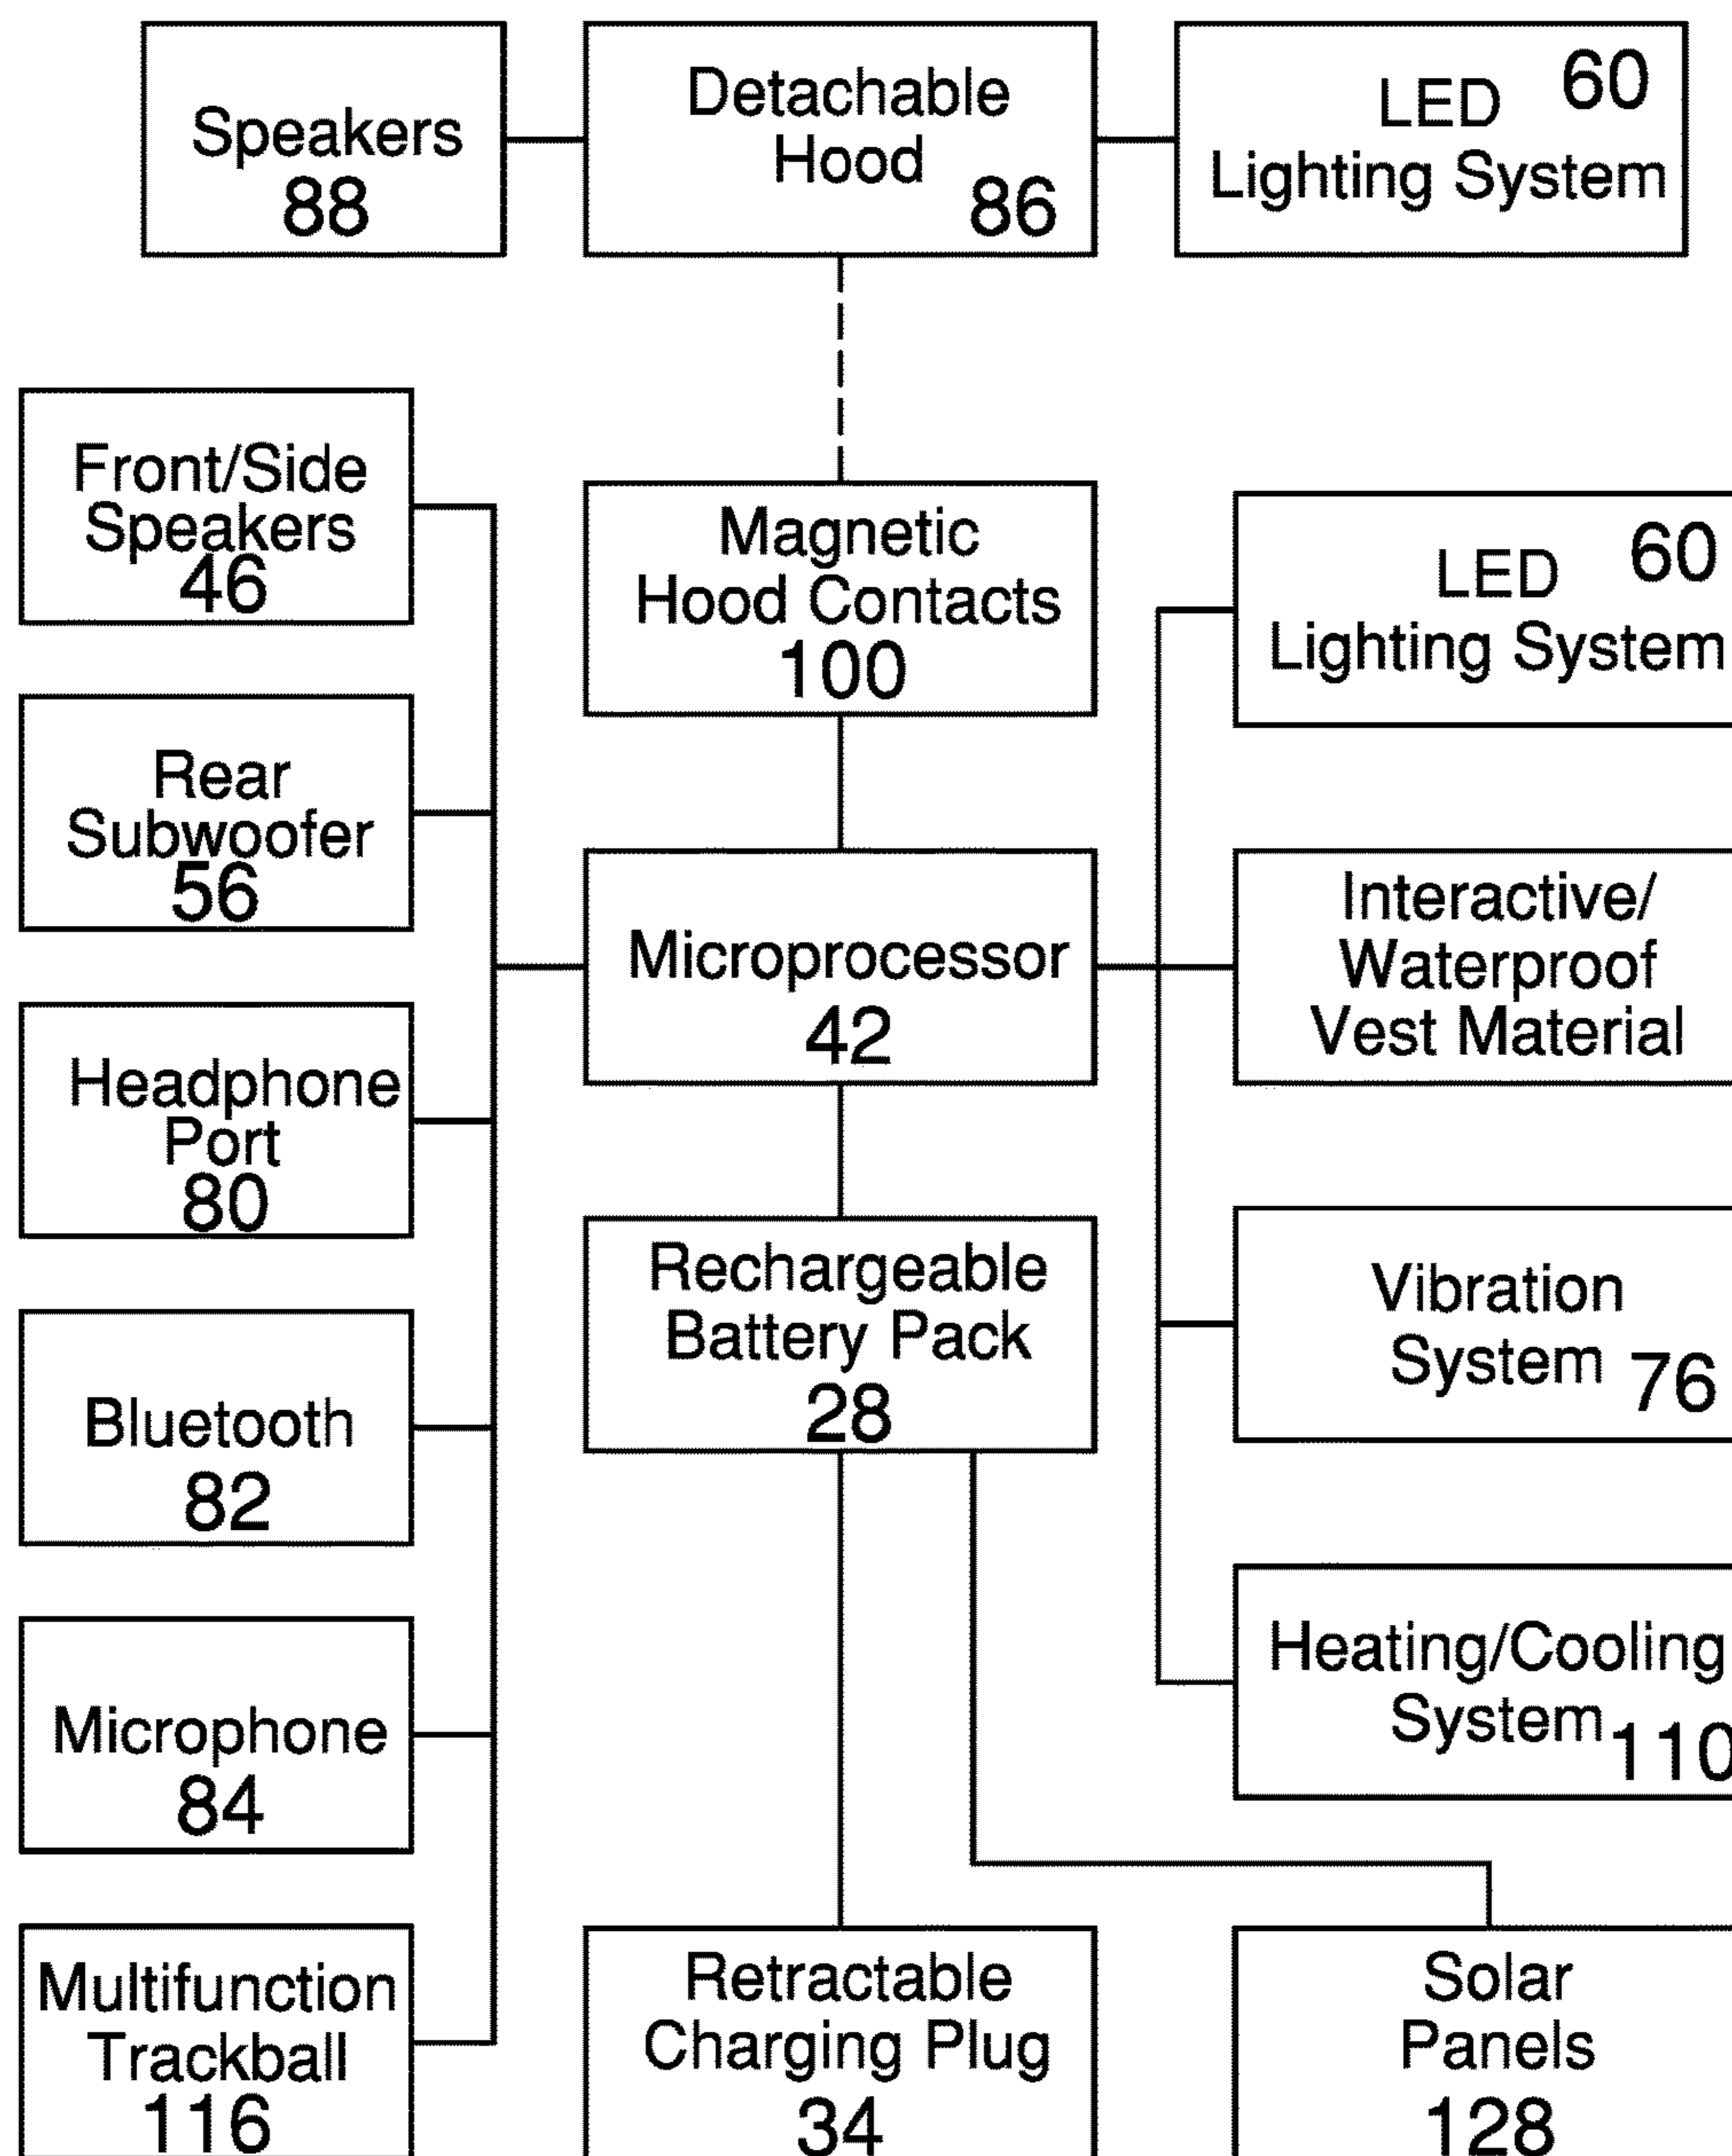 Speakers
88
Detachable
Hood
86
LED 60
Lighting System
Front/Side
Speakers
46
Magnetic
Hood Contacts
100
LED 60
Lighting System
Rear
Subwoofer
56
Microprocessor
42
Interactive/
Waterproof
Vest Material
Headphone
Port
80
Rechargeable
Battery Pack
28
Vibration
System 76
Bluetooth
82
Heating/Cooling
System 110
Microphone
84
Multifunction
Trackball
116
Retractable
Charging Plug
34
Solar
Panels
128